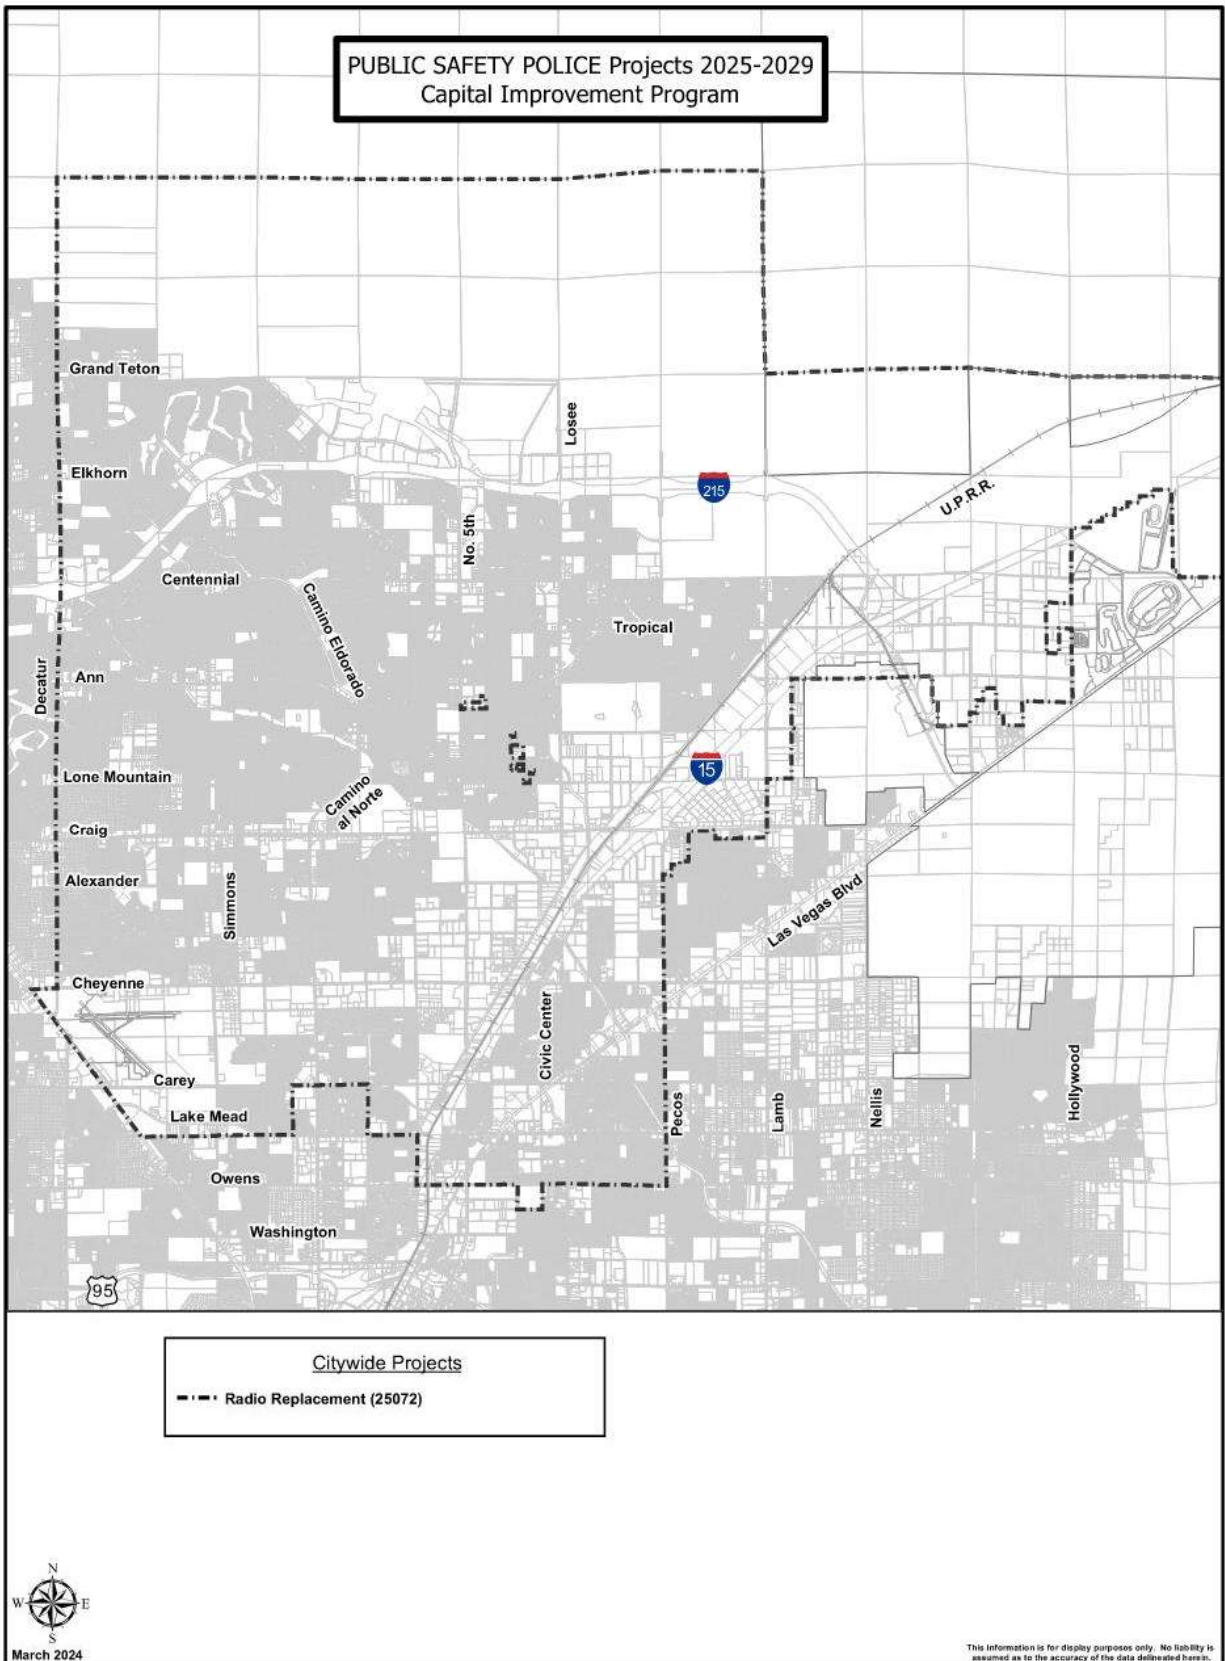 PUBLIC SAFETY POLICE Projects 2025-2029
Capital Improvement Program
Grand Teton
Losee
Elkhorn
215
U.P.R.R.
No. 5th
Centennial
Camino Eldorado
Tropical
Decatur
Ann
Lone Mountain
15
Camino
al Norte
Craig
Alexander
Simmons
Las Vegas Blvd
Cheyenne
Civic Center
Carey
Lake Mead
Pecos
Lamb
Nellis
Hollywood
Owens
Washington
95
Citywide Projects
Radio Replacement (25072)
N
W E
S
March 2024
This information is for display purposes only. No liability is
assumed as to the accuracy of the data delineated herein.